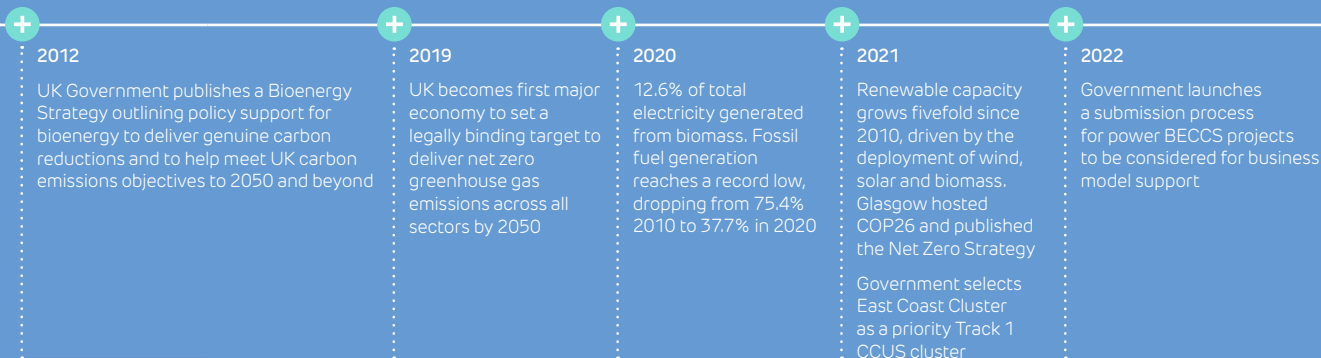 2012
UK Government publishes a Bioenergy
Strategy outlining policy support for
bioenergy to deliver genuine carbon
reductions and to help meet UK carbon
emissions objectives to 2050 and beyond
2019
UK becomes first major
economy to set a
legally binding target to
deliver net zero
greenhouse gas
emissions across all
sectors by 2050
2020
12.6% of total
electricity generated
from biomass. Fossil
fuel generation
reaches a record low,
dropping from 75.4%
2010 to 37.7% in 2020
2021
Renewable capacity
grows fivefold since
2010, driven by the
deployment of wind,
solar and biomass.
Glasgow hosted
COP26 and published
the Net Zero Strategy
Government selects
East Coast Cluster
as a priority Track 1
CCUS cluster
2022
Government launches
a submission process
for power BECCS projects
to be considered for business
model support